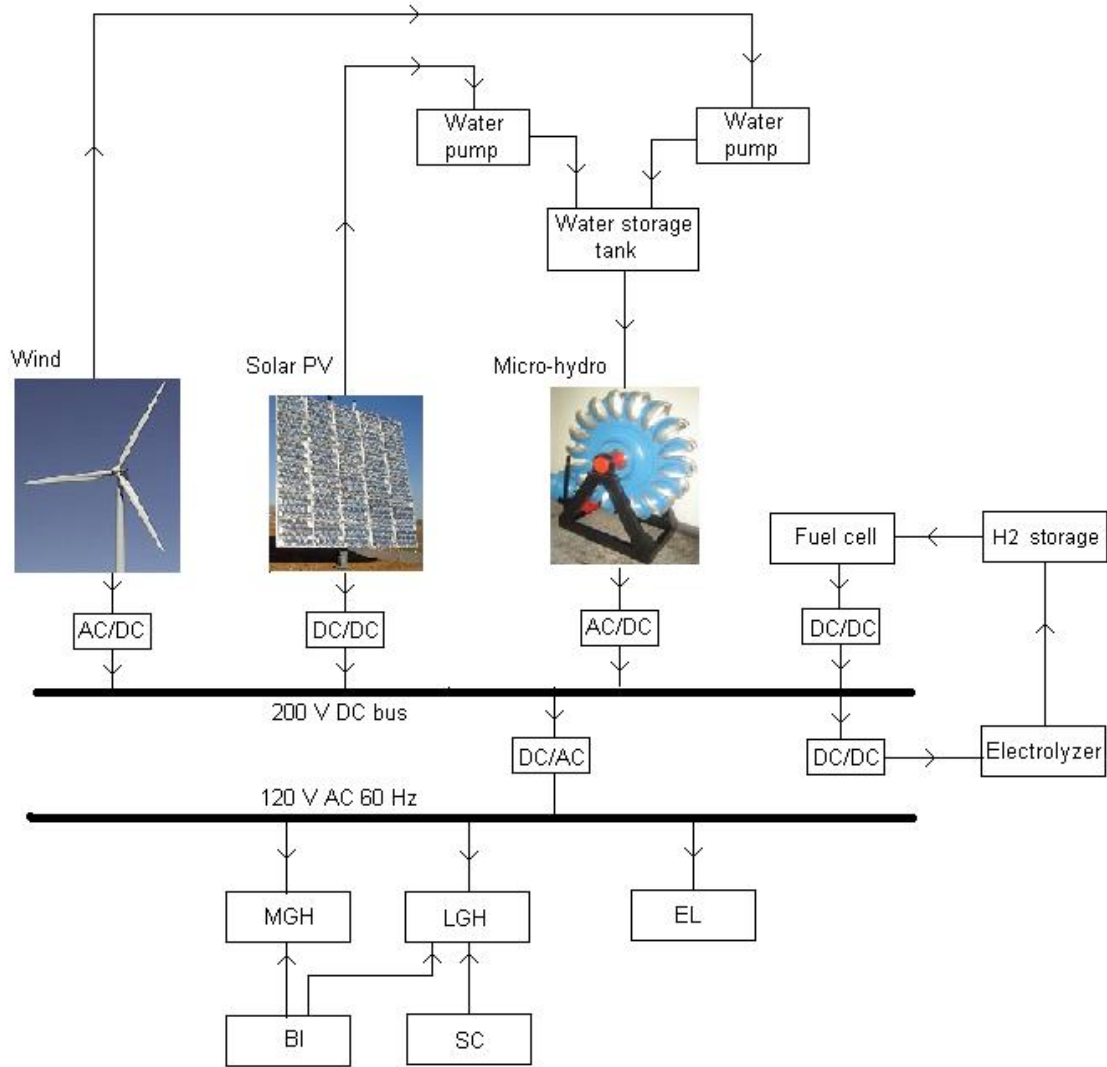 Water
pump
Water
pump
Water storage
tank
Wind
Solar PV
Micro-hydro
Fuel cell
H2 storage
AC/DC
DC/DC
AC/DC
DC/DC
200 V DC bus
DC/AC
DC/DC
Electrolyzer
120 V AC 60 Hz
MGH
LGH
EL
BI
SC